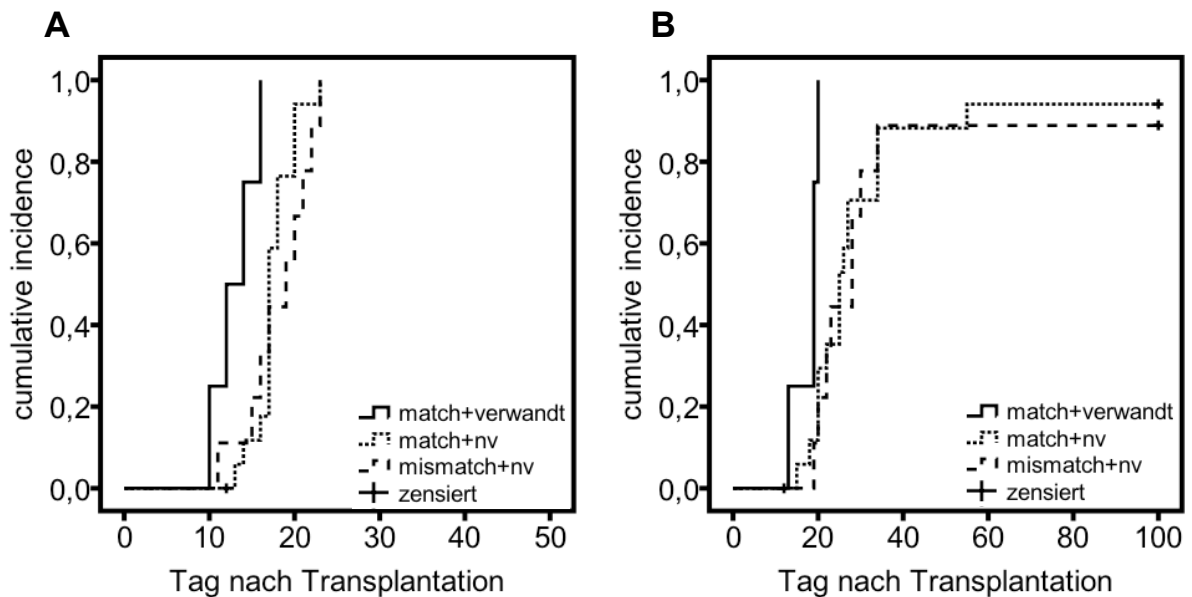 A
cumulative incidence
1,0
0,8
0,6
0,4
0,2
0,0
match+verwandt
match+nv
mismatch+nv
zensiert
0 10 20 30 40 50
Tag nach Transplantation
B
cumulative incidence
1,0
0,8
0,6
0,4
0,2
0,0
match+verwandt
match+nv
mismatch+nv
zensiert
0 20 40 60 80 100
Tag nach Transplantation